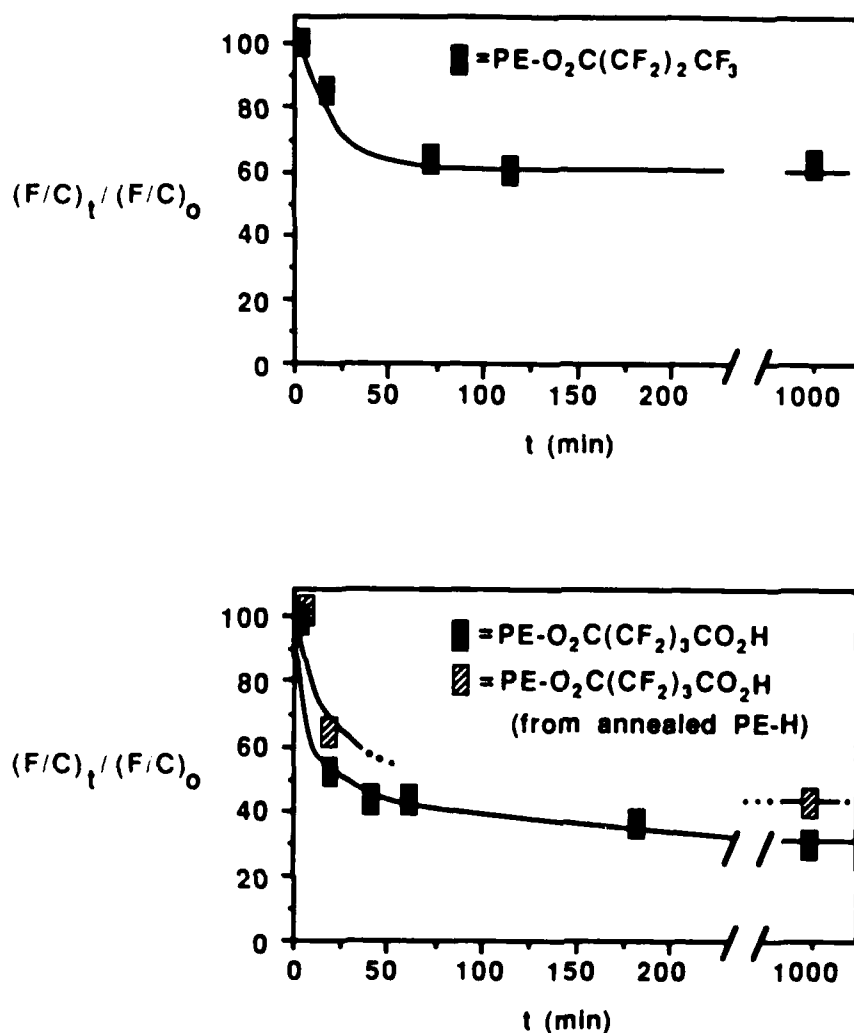 100
80
60
40
20
0
(F/C)t/(F/C)o
=PE-O2C(CF2)2CF3
0 50 100 150 200 1000
t (min)
100
80
60
40
20
0
(F/C)t/(F/C)o
=PE-O2C(CF2)3CO2H
=PE-O2C(CF2)3CO2H
(from annealed PE-H)
0 50 100 150 200 1000
t (min)